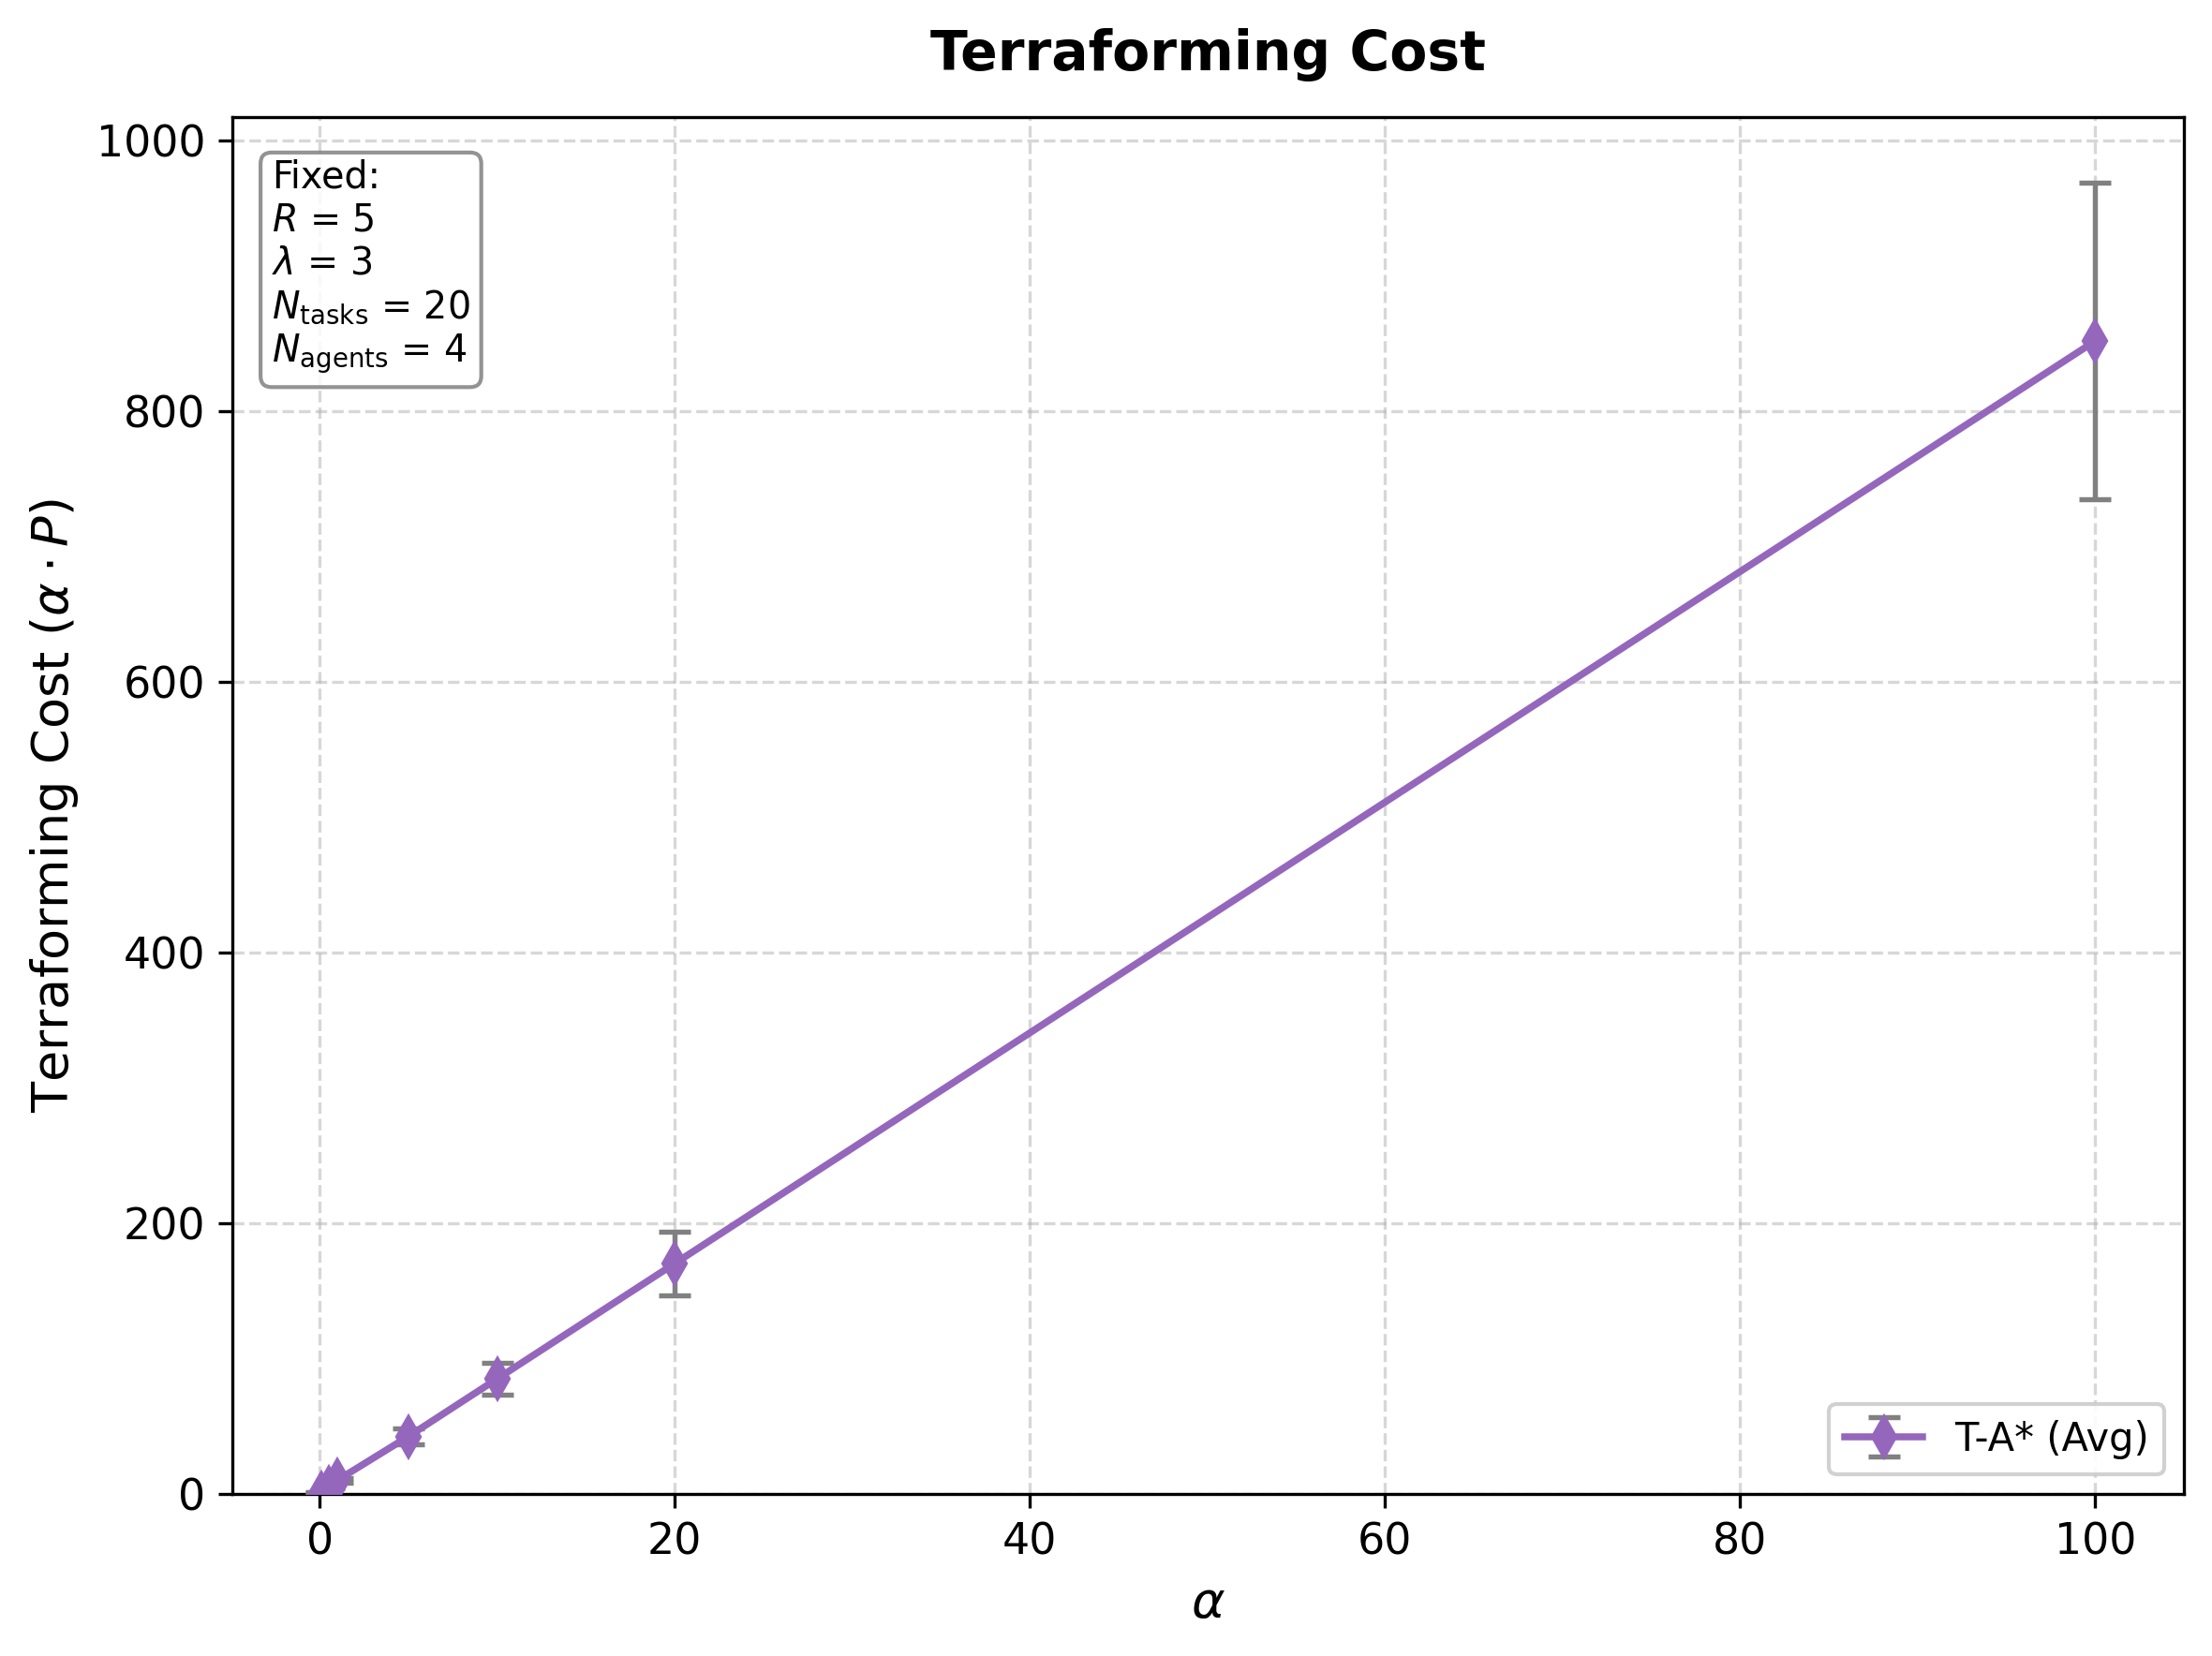 Terraforming Cost
Terraforming Cost (α · P)
1000
800
600
400
200
0
Fixed:
R = 5
λ = 3
N_tasks = 20
N_agents = 4
T-A* (Avg)
0 20 40 60 80 100
α